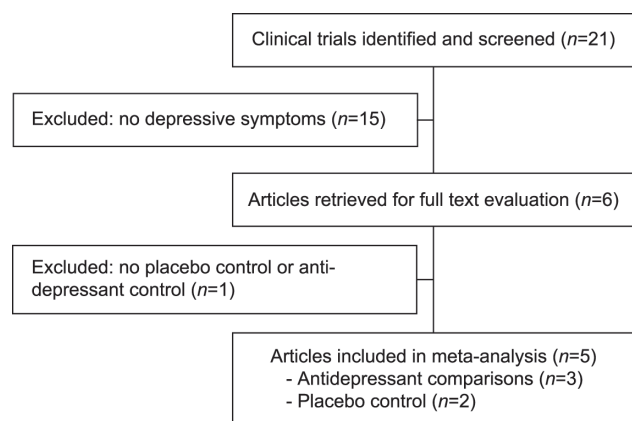 Clinical trials identified and screened (n=21)
Excluded: no depressive symptoms (n=15)
Articles retrieved for full text evaluation (n=6)
Excluded: no placebo control or anti-
depressant control (n=1)
Articles included in meta-analysis (n=5)
- Antidepressant comparisons (n=3)
- Placebo control (n=2)